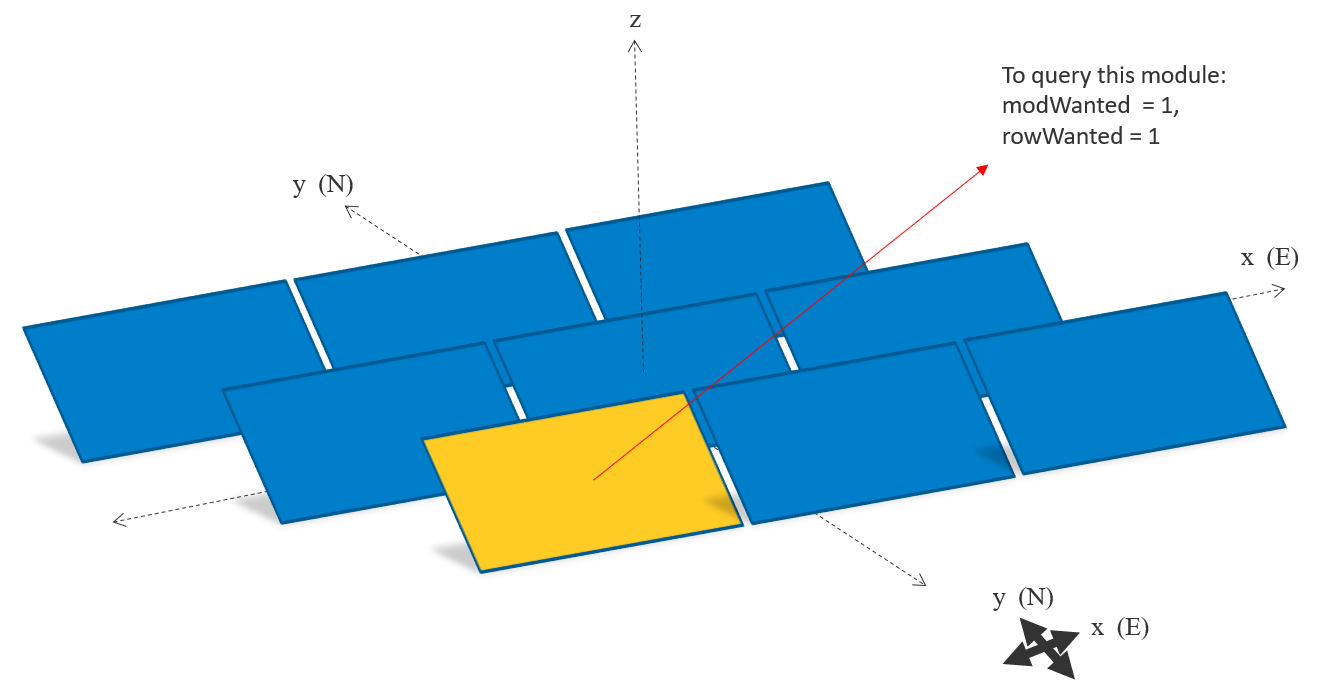 z
To query this module:
modWanted  = 1,
rowWanted = 1
y (N)
x (E)
y (N)
x (E)